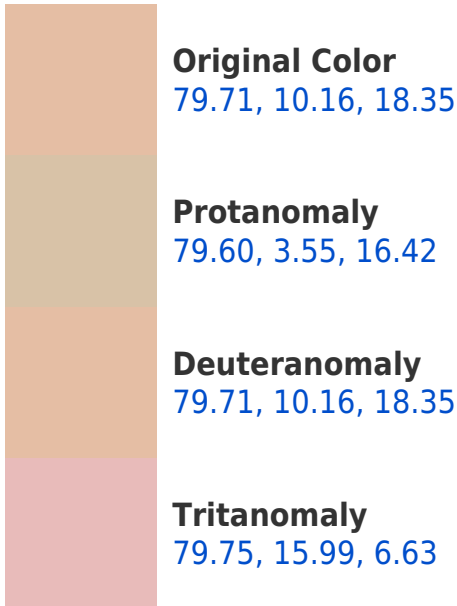 Original Color
79.71, 10.16, 18.35
Protanomaly
79.60, 3.55, 16.42
Deuteranomaly
79.71, 10.16, 18.35
Tritanomaly
79.75, 15.99, 6.63